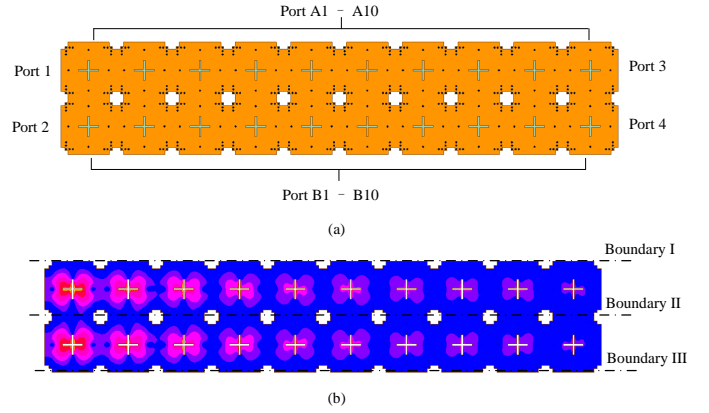 Port A1 - A10
Port 1
Port 3
Port 2
Port 4
Port B1 - B10
(a)
Boundary I
Boundary II
Boundary III
(b)